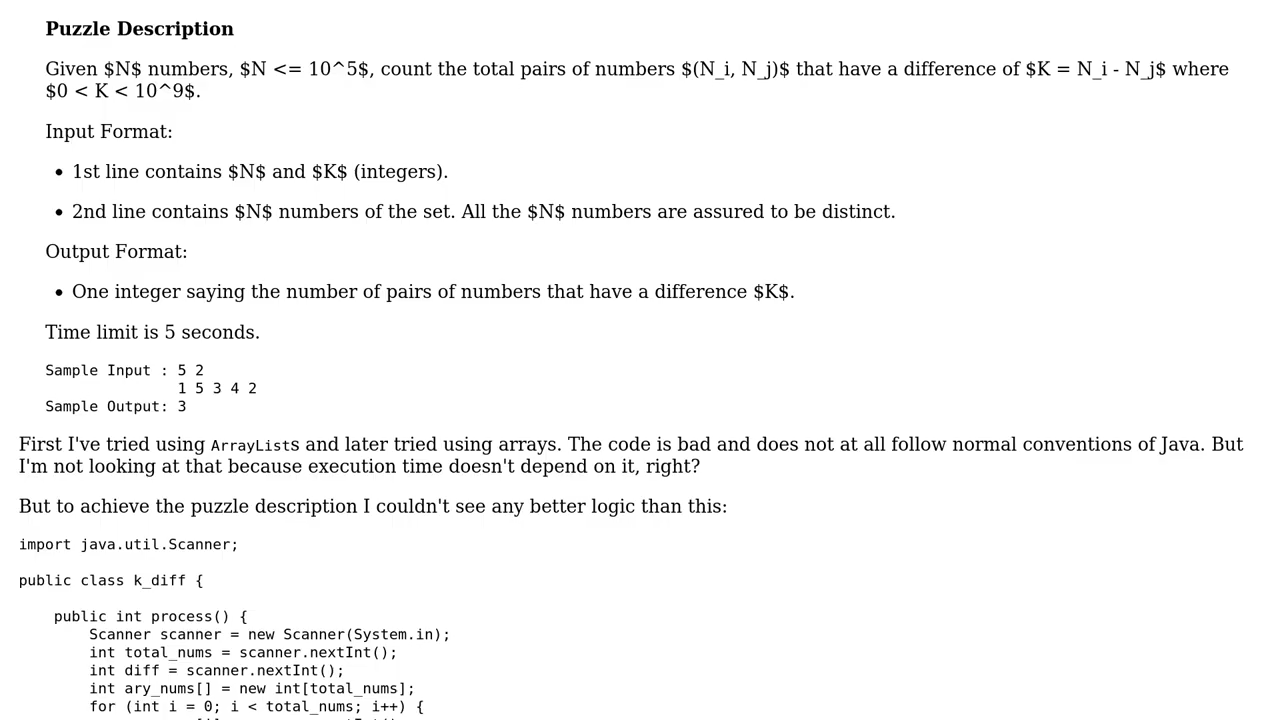 Puzzle Description
Given $N$ numbers, $N <= 10^5$, count the total pairs of numbers $(N_i, N_j)$ that have a difference of $K = N_i - N_j$ where
$0 < K < 10^9$.
Input Format:
• 1st line contains $N$ and $K$ (integers).
• 2nd line contains $N$ numbers of the set. All the $N$ numbers are assured to be distinct.
Output Format:
• One integer saying the number of pairs of numbers that have a difference $K$.
Time limit is 5 seconds.
Sample Input : 5 2
1 5 3 4 2
Sample Output: 3
First I've tried using ArrayLists and later tried using arrays. The code is bad and does not at all follow normal conventions of Java. But
I'm not looking at that because execution time doesn't depend on it, right?
But to achieve the puzzle description I couldn't see any better logic than this:
import java.util.Scanner;
public class k_diff {
public int process() {
Scanner scanner = new Scanner(System.in);
int total_nums = scanner.nextInt();
int diff = scanner.nextInt();
int ary_nums[] = new int[total_nums];
for (int i = 0; i < total_nums; i++) {